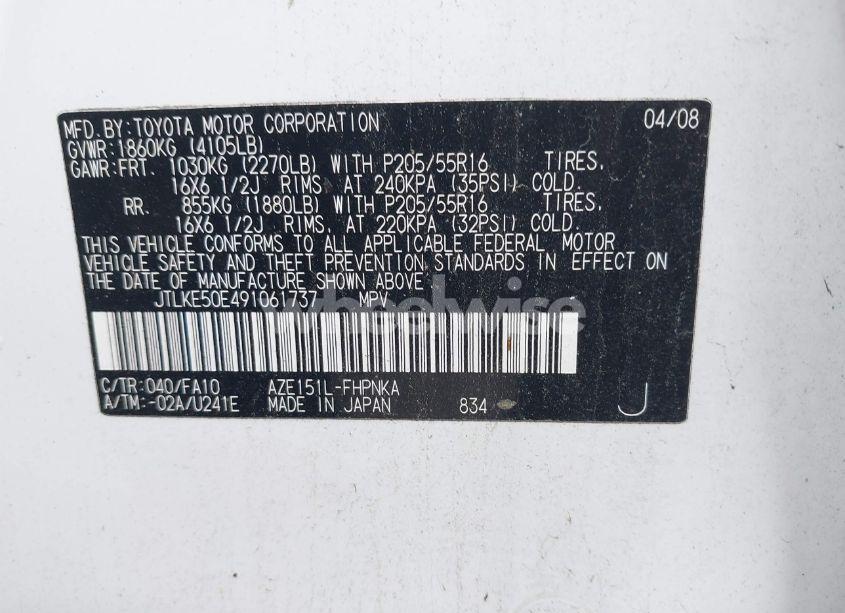 MFD.BY:TOYOTA MOTOR CORPORATION 04/08
GVWR:1860KG (4105LB)
GAWR:FRT. 1030KG (2270LB) WITH P205/55R16 TIRES,
16X6 1/2J RIMS, AT 240KPA (35PSI) COLD.
RR. 855KG (1880LB) WITH P205/55R16 TIRES,
16X6 1/2J RIMS, AT 220KPA (32PSI) COLD.
THIS VEHICLE CONFORMS TO ALL APPLICABLE FEDERAL MOTOR
VEHICLE SAFETY AND THEFT PREVENTION STANDARDS IN EFFECT ON
THE DATE OF MANUFACTURE SHOWN ABOVE.
JTLKE50E491061737 MPV
wheelwise
C/TR:040/FA10 AZE151L-FHPNKA
A/TM:-02A/U241E MADE IN JAPAN 834 J